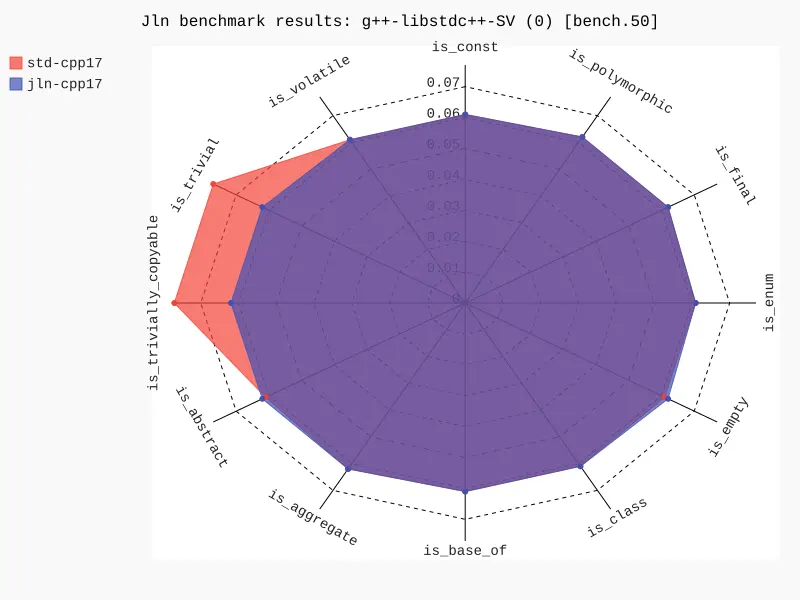 Jln benchmark results: g++-libstdc++-SV (0) [bench.50]
std-cpp17
jln-cpp17
is_const
is_polymorphic
is_final
is_enum
is_empty
is_class
is_base_of
is_aggregate
is_abstract
is_trivially_copyable
is_trivial
is_volatile
0.07
0.06
0.05
0.04
0.03
0.02
0.01
0